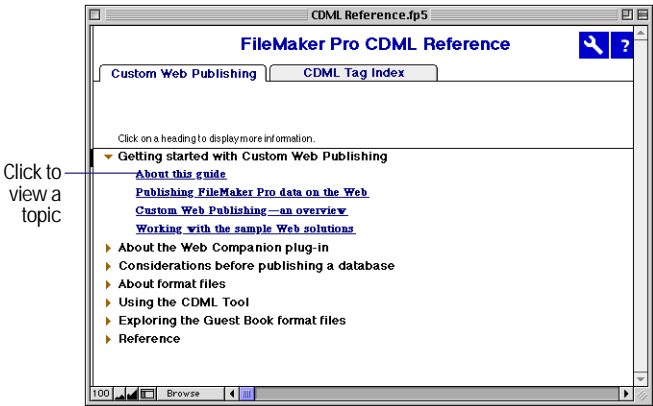 CDML Reference.fp5
FileMaker Pro CDML Reference
?
Custom Web Publishing
CDML Tag Index
Click on a heading to display more information.
Getting started with Custom Web Publishing
Click to
view a
topic
About this guide
Publishing FileMaker Pro data on the Web
Custom Web Publishing—an overview
Working with the sample Web solutions
About the Web Companion plug-in
Considerations before publishing a database
About format files
Using the CDML Tool
Exploring the Guest Book format files
Reference
100
Browse